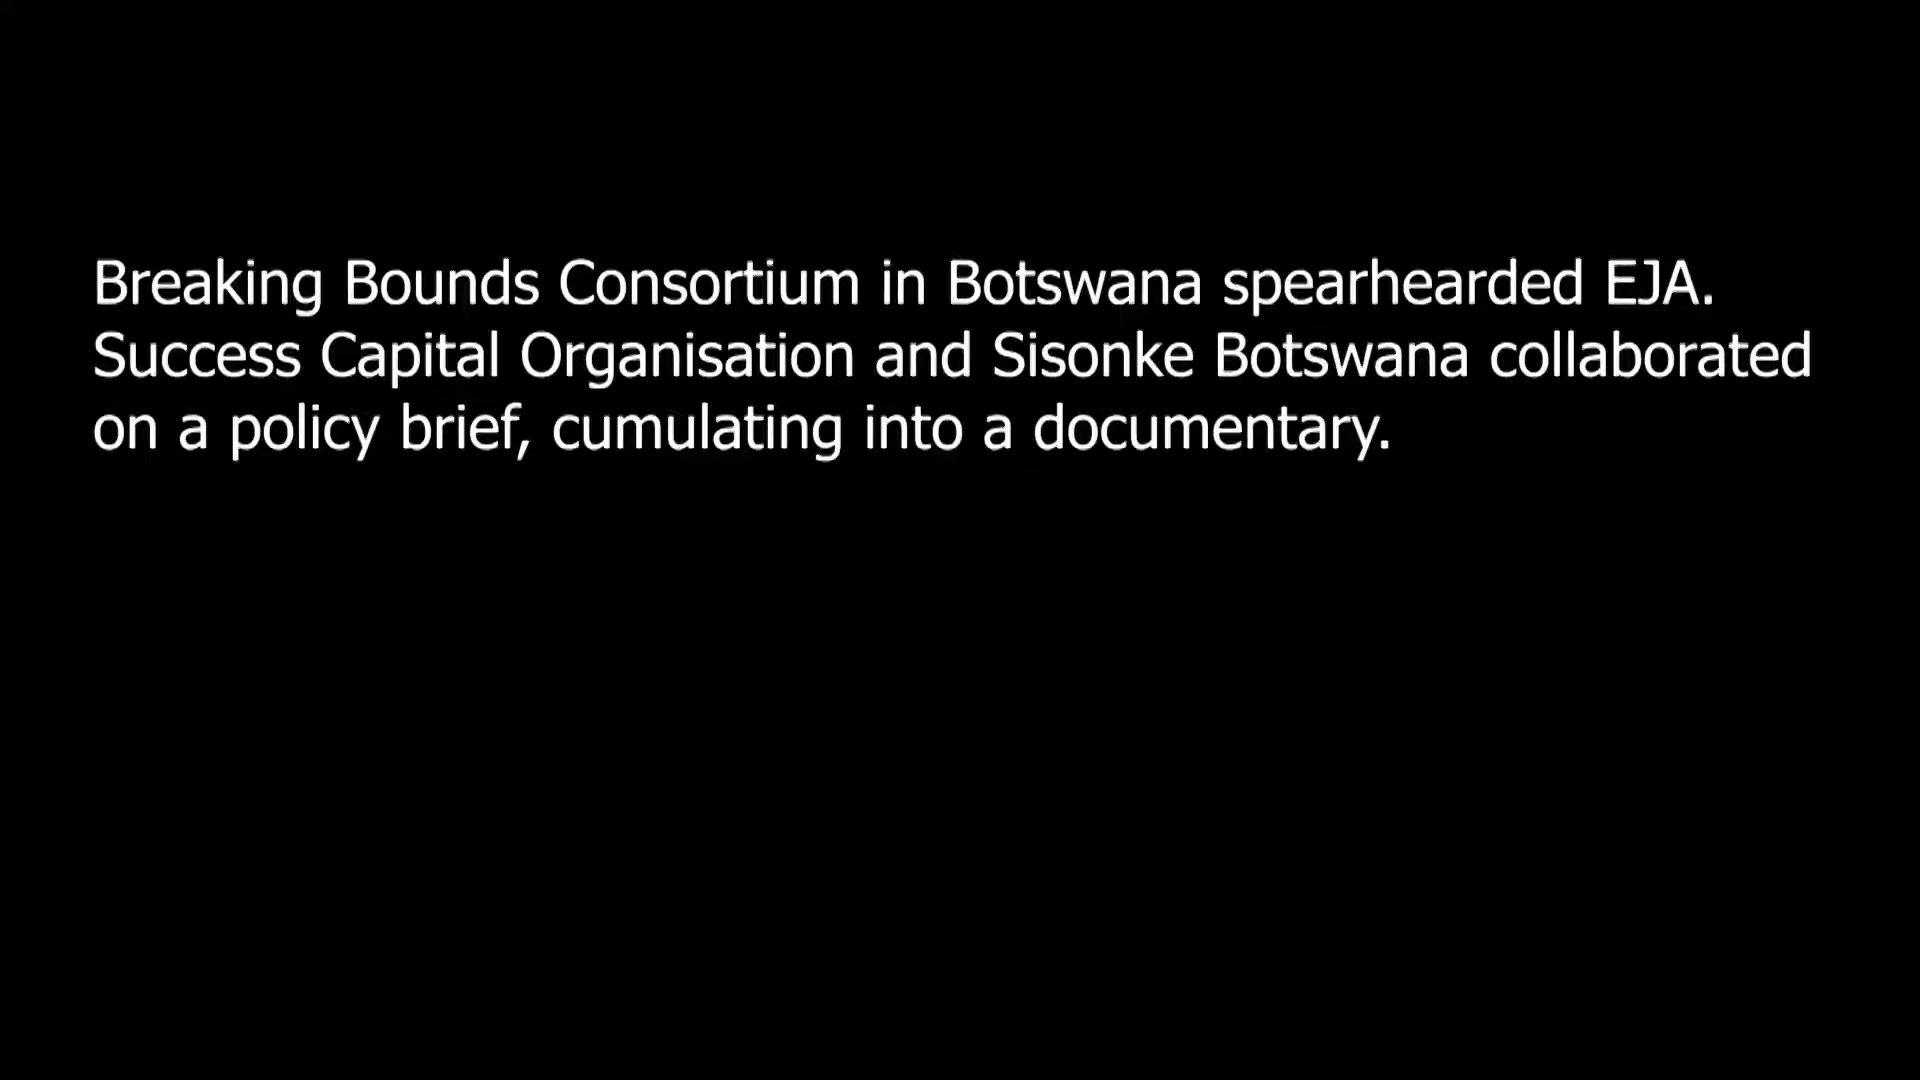 Breaking Bounds Consortium in Botswana spearhearded EJA.
Success Capital Organisation and Sisonke Botswana collaborated
on a policy brief, cumulating into a documentary.